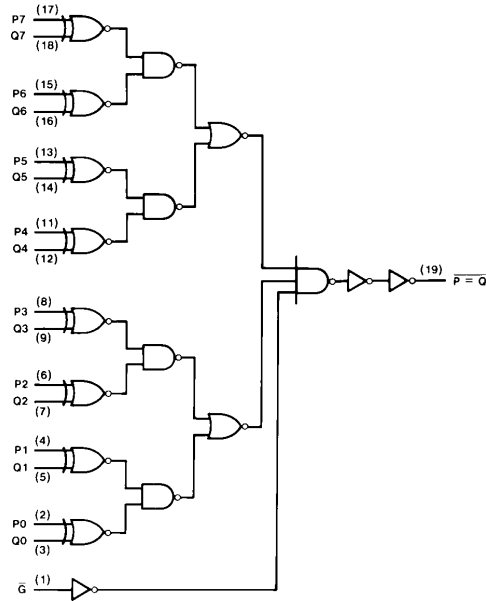 (17)
P7
Q7
(18)
(15)
P6
Q6
(16)
(13)
P5
Q5
(14)
(11)
P4
Q4
(12)
(19)
P = Q
(8)
P3
Q3
(9)
(6)
P2
Q2
(7)
(4)
P1
Q1
(5)
(2)
P0
Q0
(3)
(1)
G̅